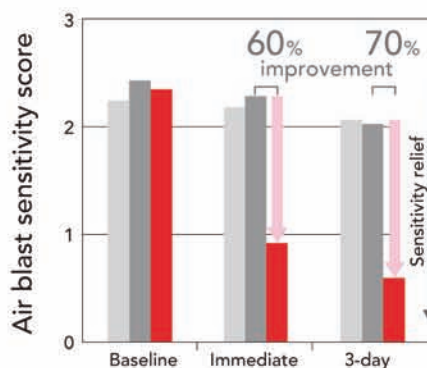 3
60%
70%
improvement
2
1
0
Air blast sensitivity score
Sensitivity relief
Baseline
Immediate
3-day